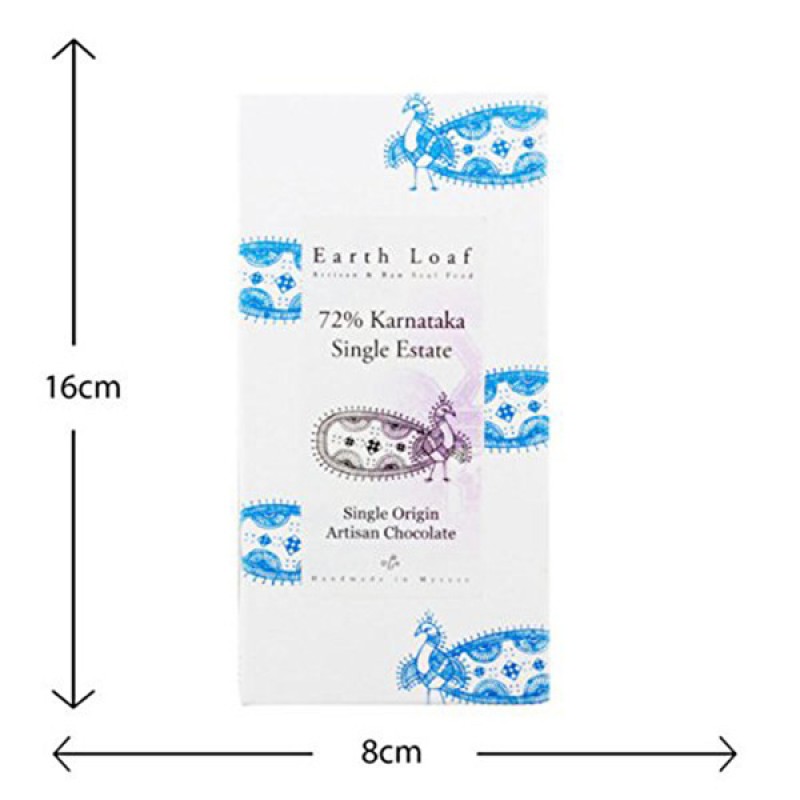 16cm
Earth Loaf
Artisan & Raw Soul Food
72% Karnataka
Single Estate
Single Origin
Artisan Chocolate
Handmade in Mysore
8cm